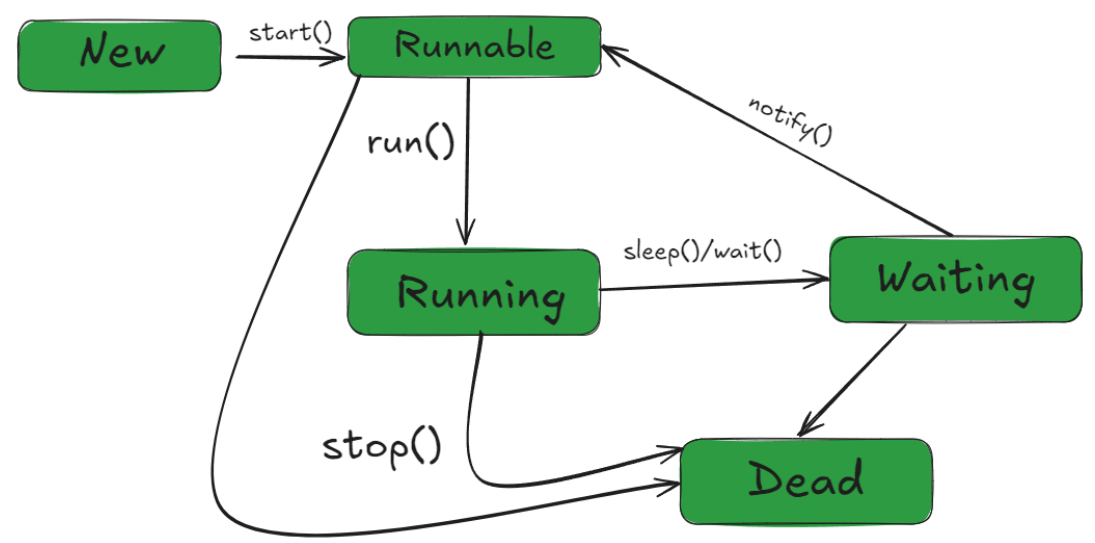 New
start()
Runnable
notify()
run()
sleep()/wait()
Waiting
Running
stop()
Dead